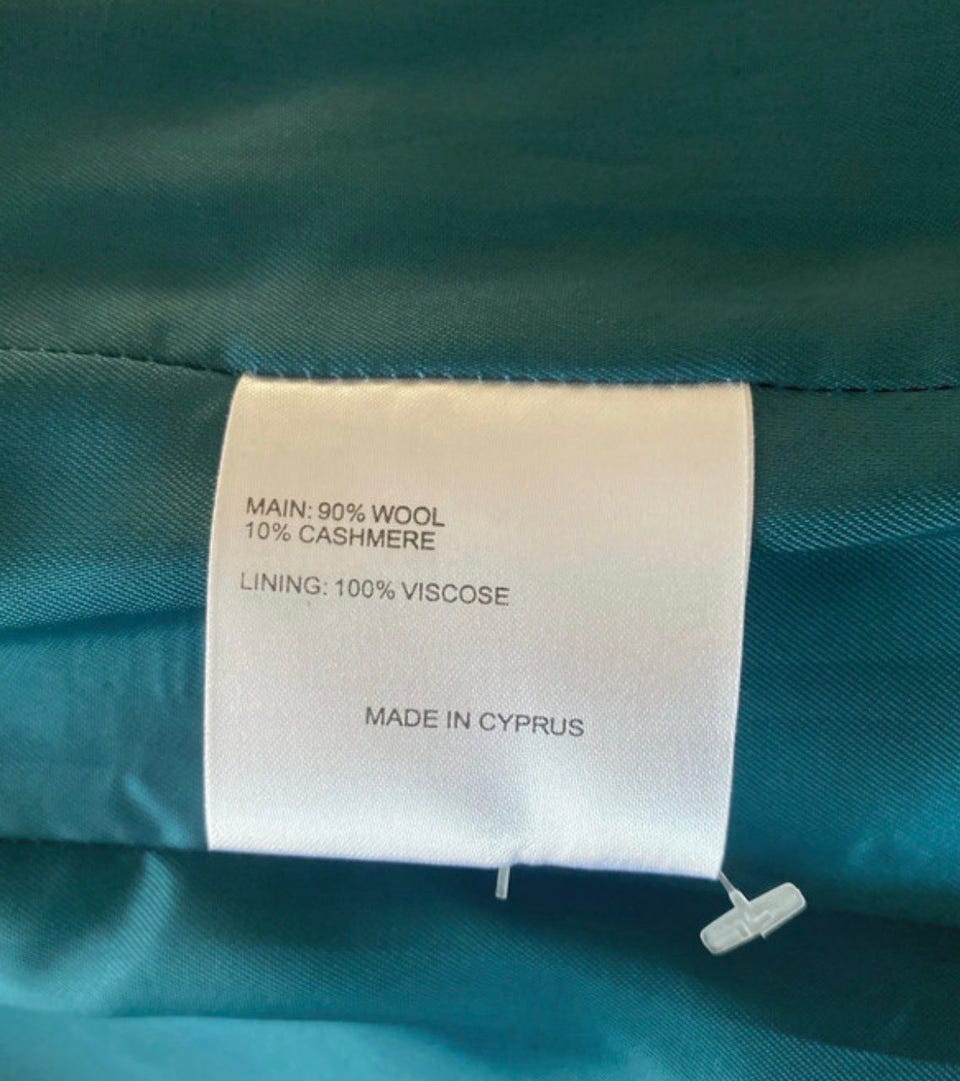 MAIN: 90% WOOL
10% CASHMERE
LINING: 100% VISCOSE
MADE IN CYPRUS